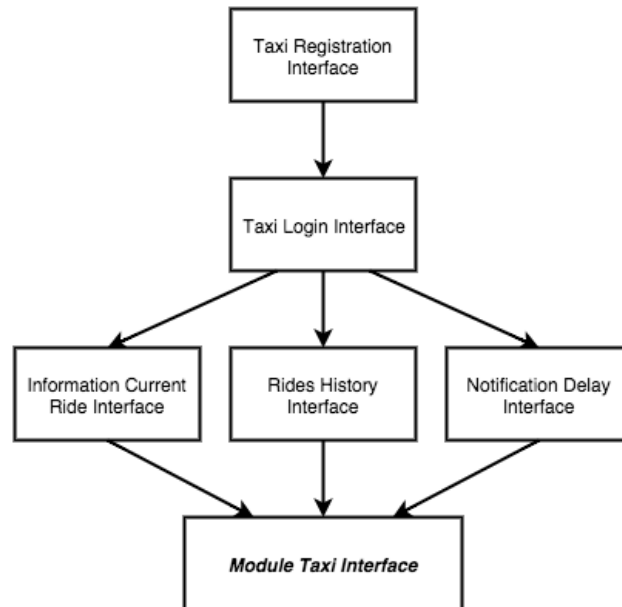 Taxi Registration
Interface
Taxi Login Interface
Information Current
Ride Interface
Rides History
Interface
Notification Delay
Interface
Module Taxi Interface